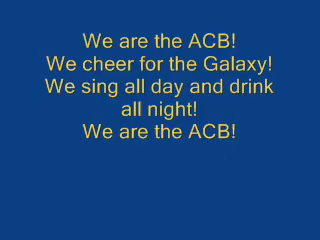 We are the ACB!
We cheer for the Galaxy!
We sing all day and drink
all night!
We are the ACB!